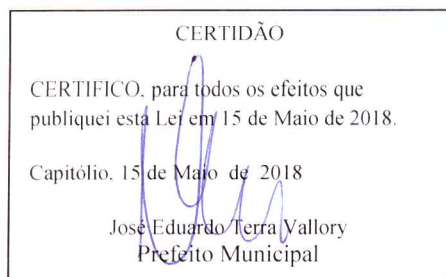 CERTIDÃO
CERTIFICO, para todos os efeitos que
publiquei esta Lei em 15 de Maio de 2018.
Capitólio, 15 de Maio de 2018
José Eduardo Terra Vallory
Prefeito Municipal